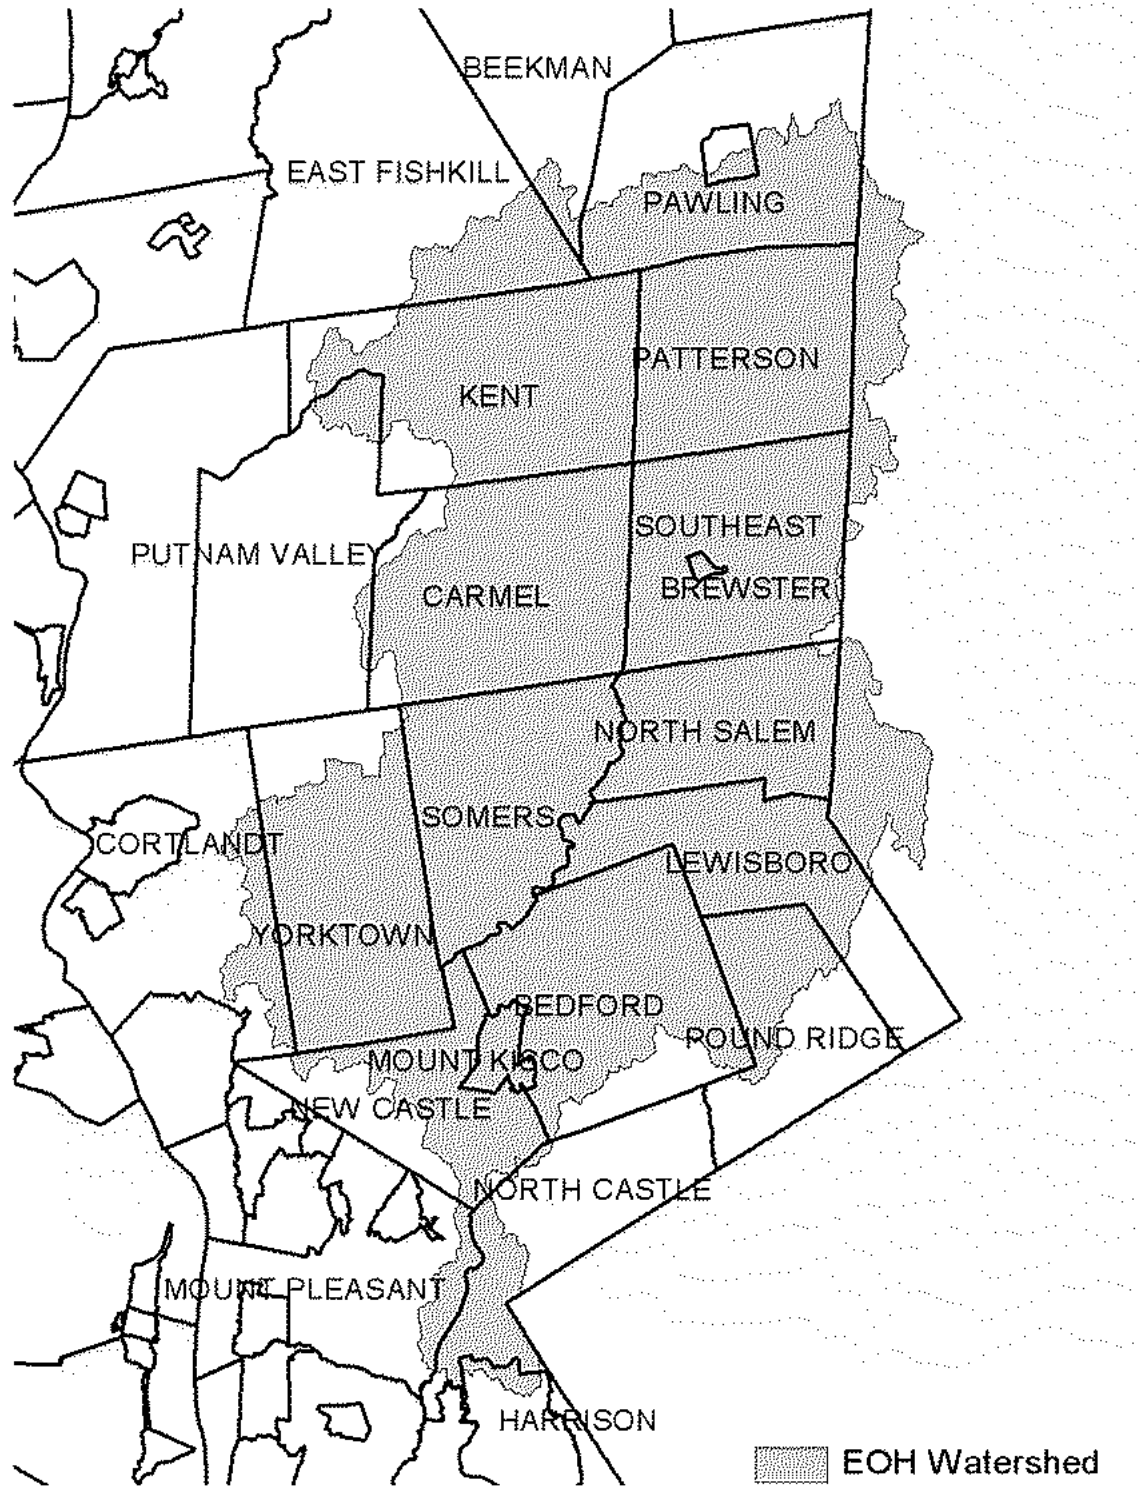 BEEKMAN
EAST FISHKILL
PAWLING
PATTERSON
KENT
SOUTHEAST
PUTNAM VALLEY
BREWSTER
CARMEL
NORTH SALEM
SOMERS
CORTLANDT
LEWISBORO
YORKTOWN
BEDFORD
POUND RIDGE
MOUNT KISCO
NEW CASTLE
NORTH CASTLE
MOUNT PLEASANT
HARRISON
EOH Watershed